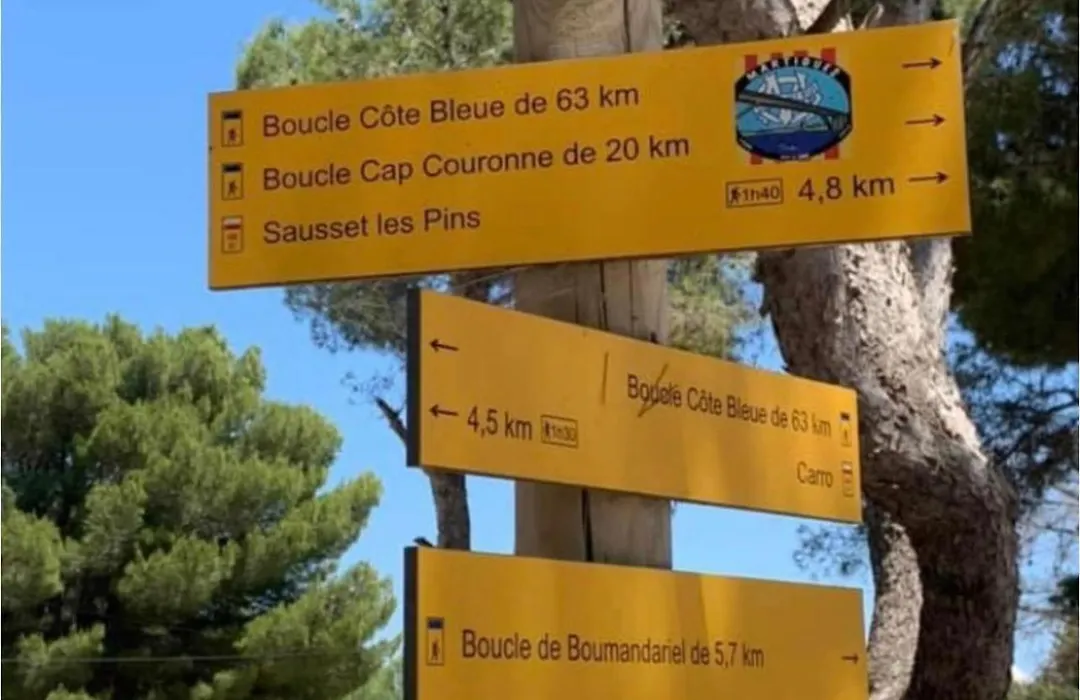 Boucle Côte Bleue de 63 km
MARTIGUES
Boucle Cap Couronne de 20 km
Sausset les Pins 1h40 4,8 km
Boucle Côte Bleue de 63 km
4,5 km 1h30 Carro
Boucle de Boumandariel de 5,7 km